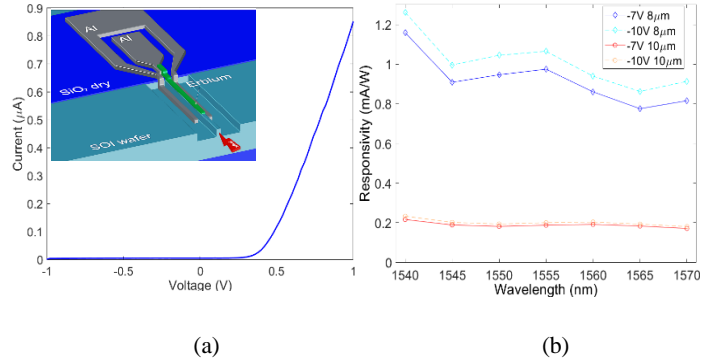 0.9
0.8
0.7
0.6
0.5
0.4
0.3
0.2
0.1
0
Current (μA)
-1
-0.5
0
0.5
1
Voltage (V)
Al
Al
SiO₂ dry
Erbium
SOI wafer
(a)
1.2
1
0.8
0.6
0.4
0.2
0
Responsivity (mA/W)
-7V 8μm
-10V 8μm
-7V 10μm
-10V 10μm
1540 1545 1550 1555 1560 1565 1570
Wavelength (nm)
(b)